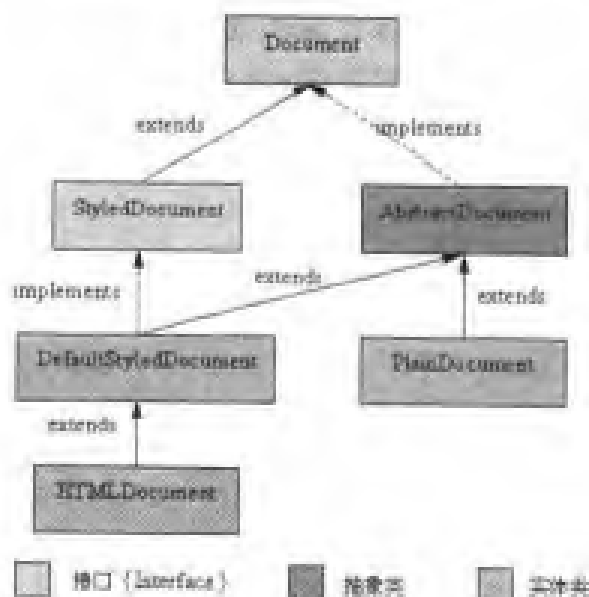 Document
extends
implements
StyledDocument
AbstractDocument
implements
extends
extends
DefaultStyledDocument
PlainDocument
extends
HTMLDocument
接口 (Interface)
抽象类
实体类